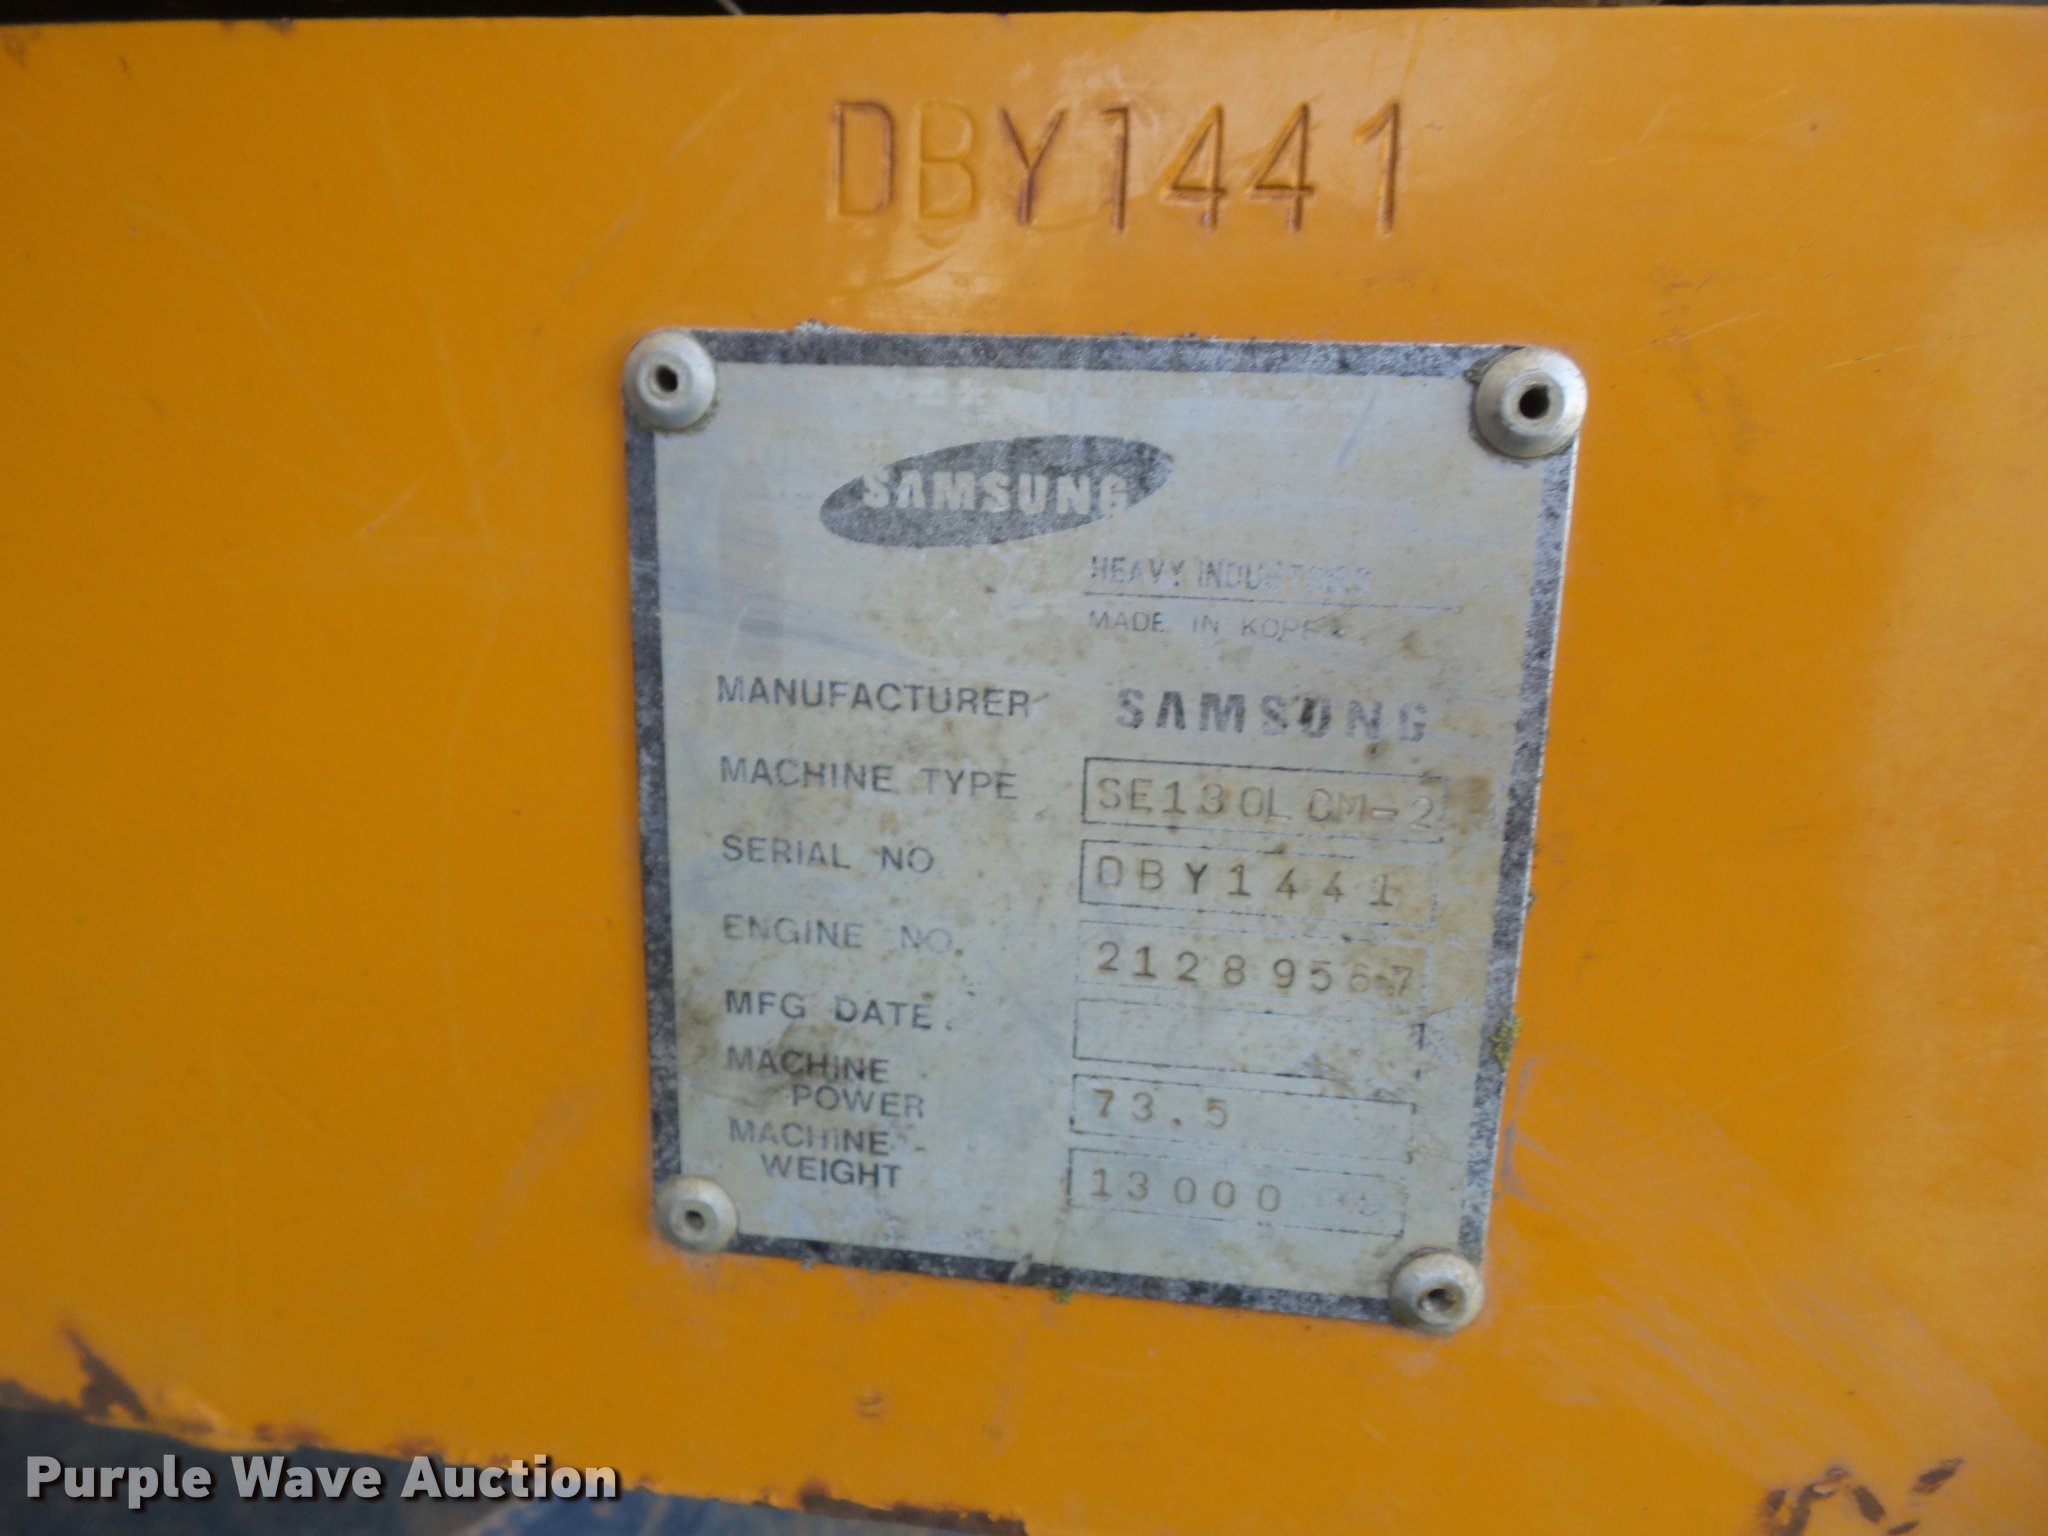 DBY1441
SAMSUNG
HEAVY INDUSTRIES
MADE IN KOREA
MANUFACTURER SAMSUNG
MACHINE TYPE SE130LCM-2
SERIAL NO DBY1441
ENGINE NO. 21289567
MFG DATE.
MACHINE POWER 73.5
MACHINE WEIGHT 13000
Purple Wave Auction